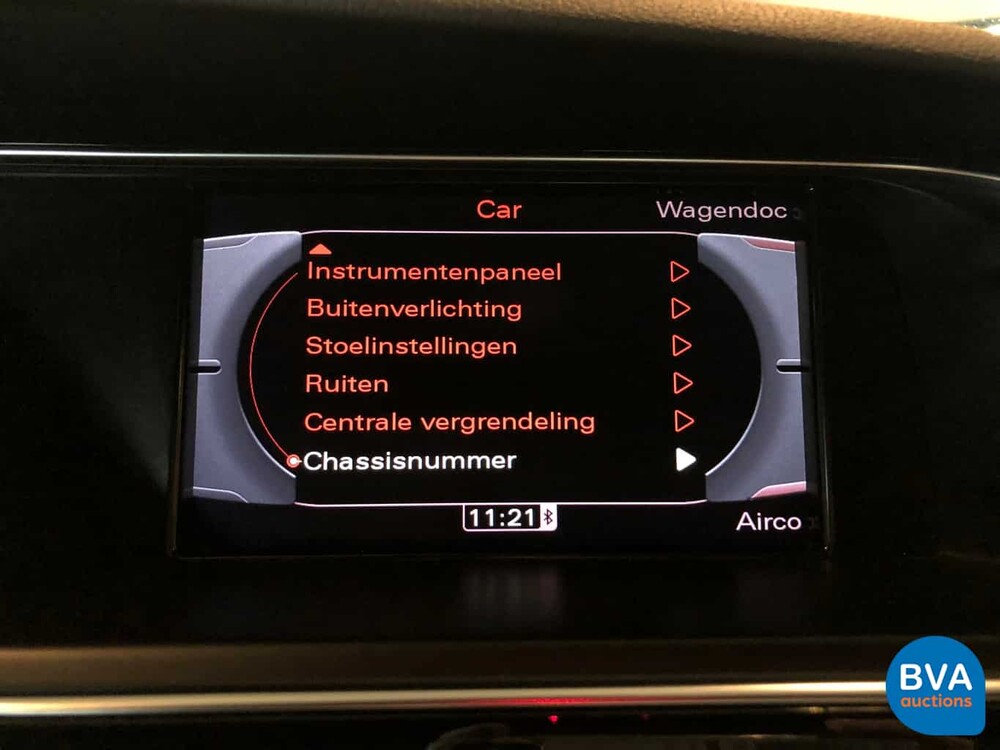 Car
Wagendoc
Instrumentenpaneel
Buitenverlichting
Stoelinstellingen
Ruiten
Centrale vergrendeling
Chassisnummer
11:21
Airco
BVA
auctions